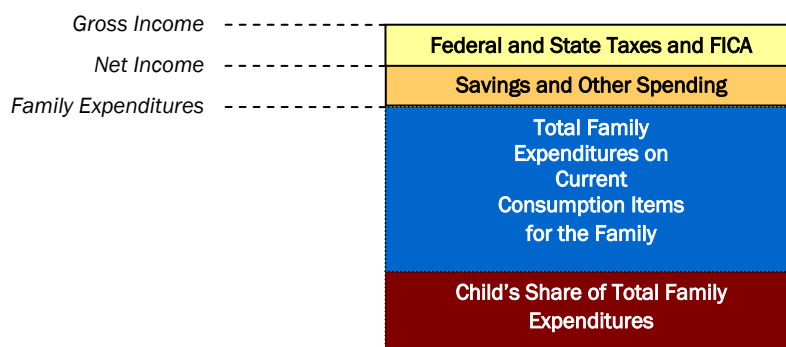 Gross Income
Federal and State Taxes and FICA
Net Income
Savings and Other Spending
Family Expenditures
Total Family
Expenditures on
Current
Consumption Items
for the Family
Child’s Share of Total Family
Expenditures